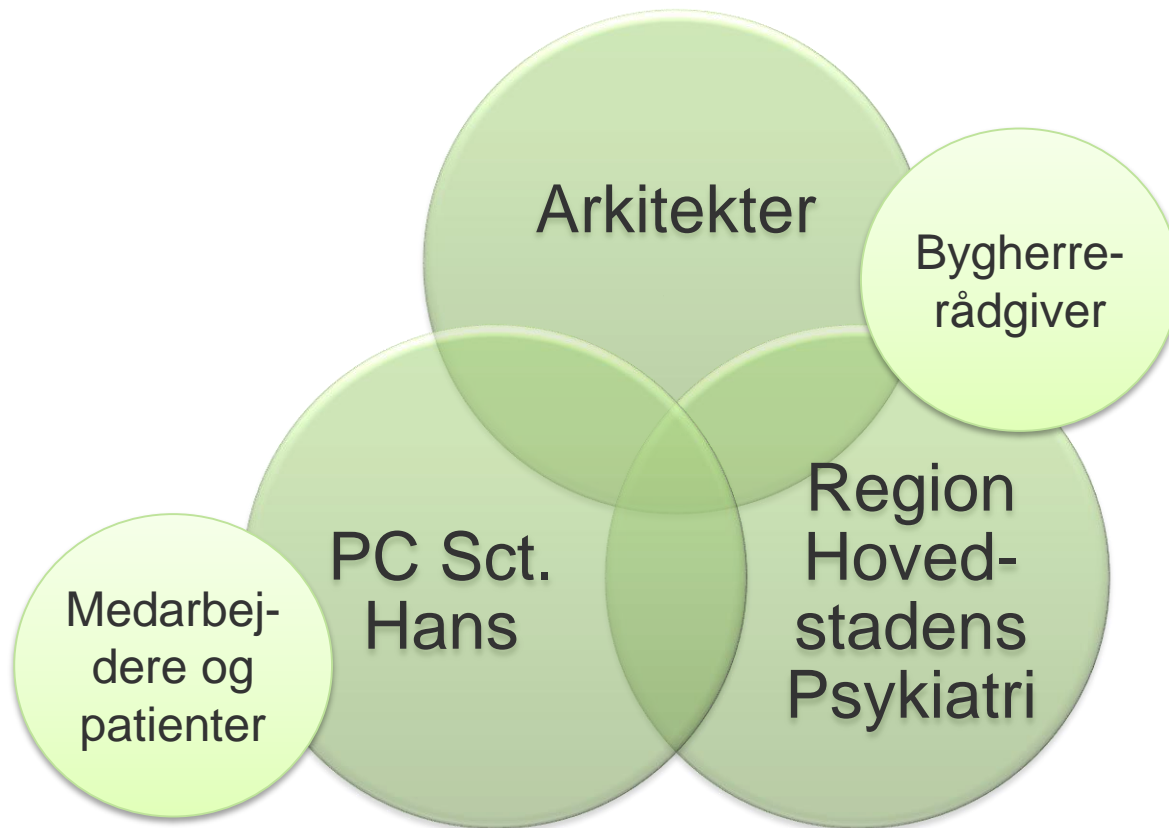 Arkitekter
Bygherre-
rådgiver
PC Sct.
Hans
Region
Hoved-
stadens
Psykiatri
Medarbej-
dere og
patienter